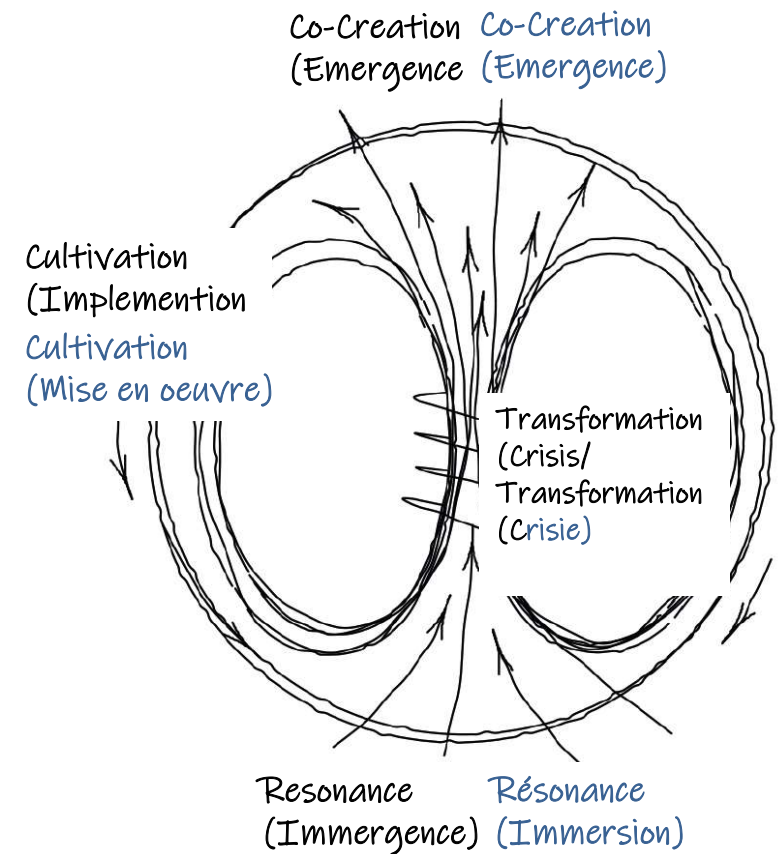 Co-Creation
(Emergence
Co-Creation
(Emergence)
Cultivation
(Implemention
Cultivation
(Mise en oeuvre)
Transformation
(Crisis/
Transformation
(Crisie)
Resonance
(Immergence)
Résonance
(Immersion)